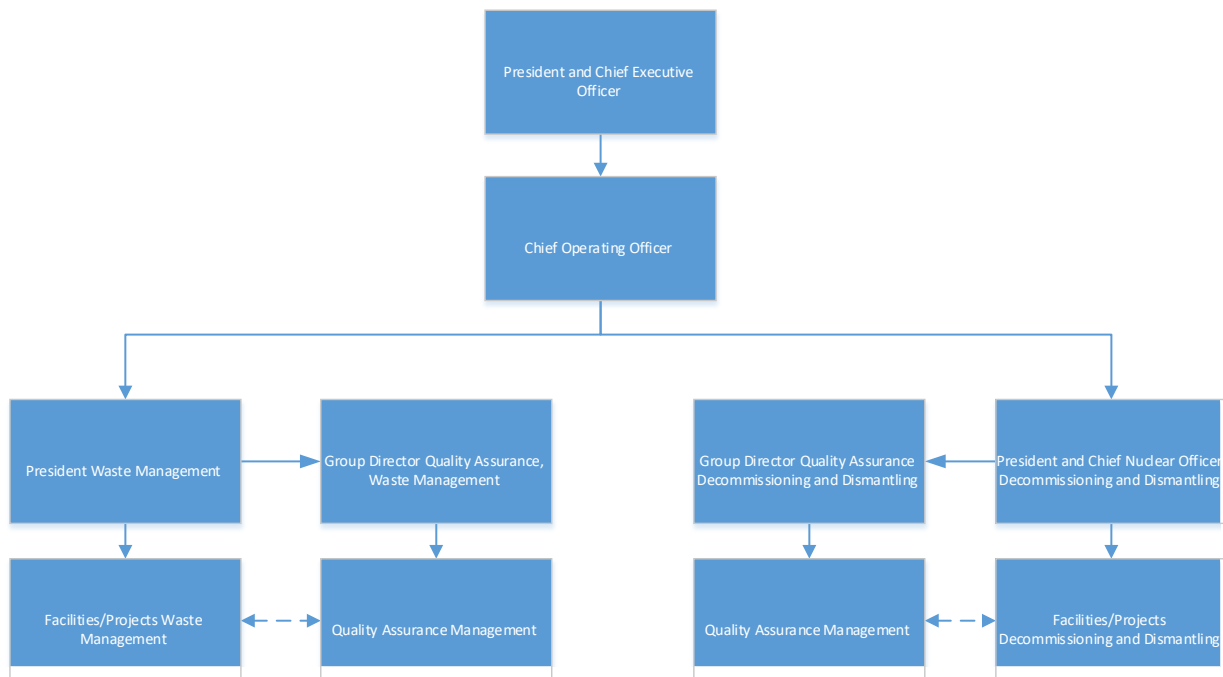 President and Chief Executive
Officer
Chief Operating Officer
President Waste Management
Group Director Quality Assurance,
Waste Management
Group Director Quality Assurance
Decommissioning and Dismantling
President and Chief Nuclear Officer
Decommissioning and Dismantling
Facilities/Projects Waste
Management
Quality Assurance Management
Quality Assurance Management
Facilities/Projects
Decommissioning and Dismantling